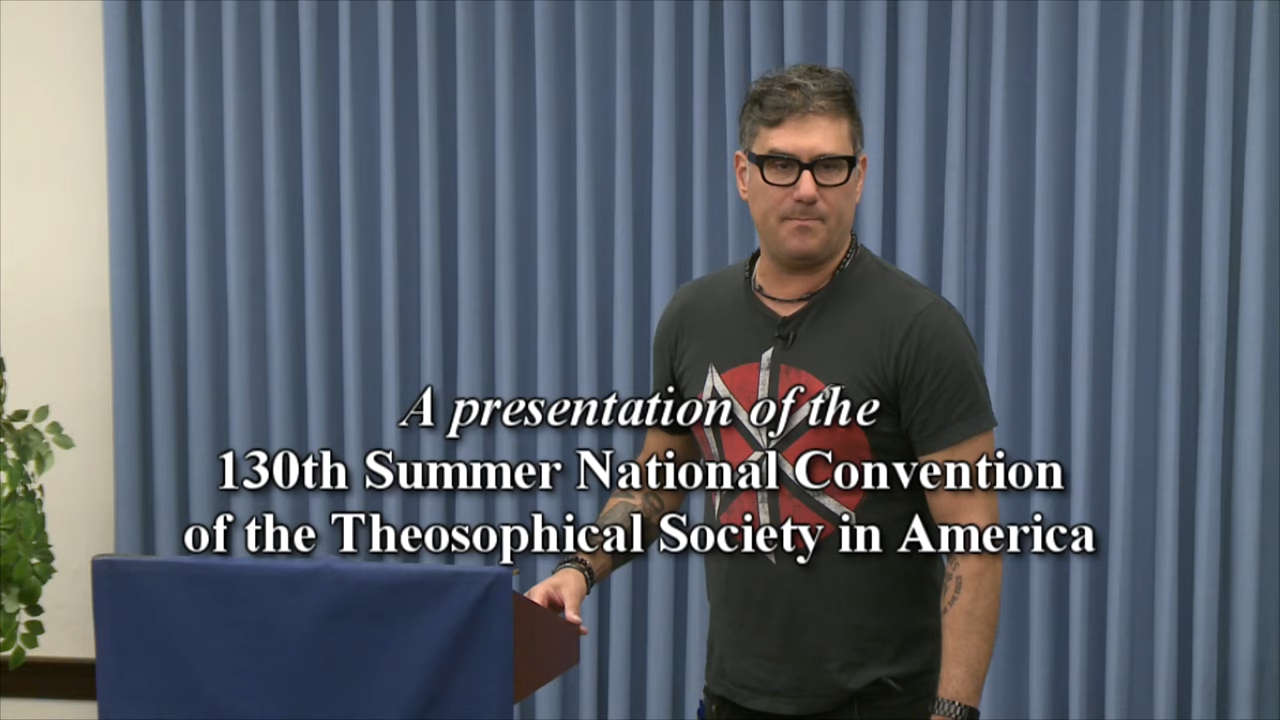 A presentation of the
130th Summer National Convention
of the Theosophical Society in America